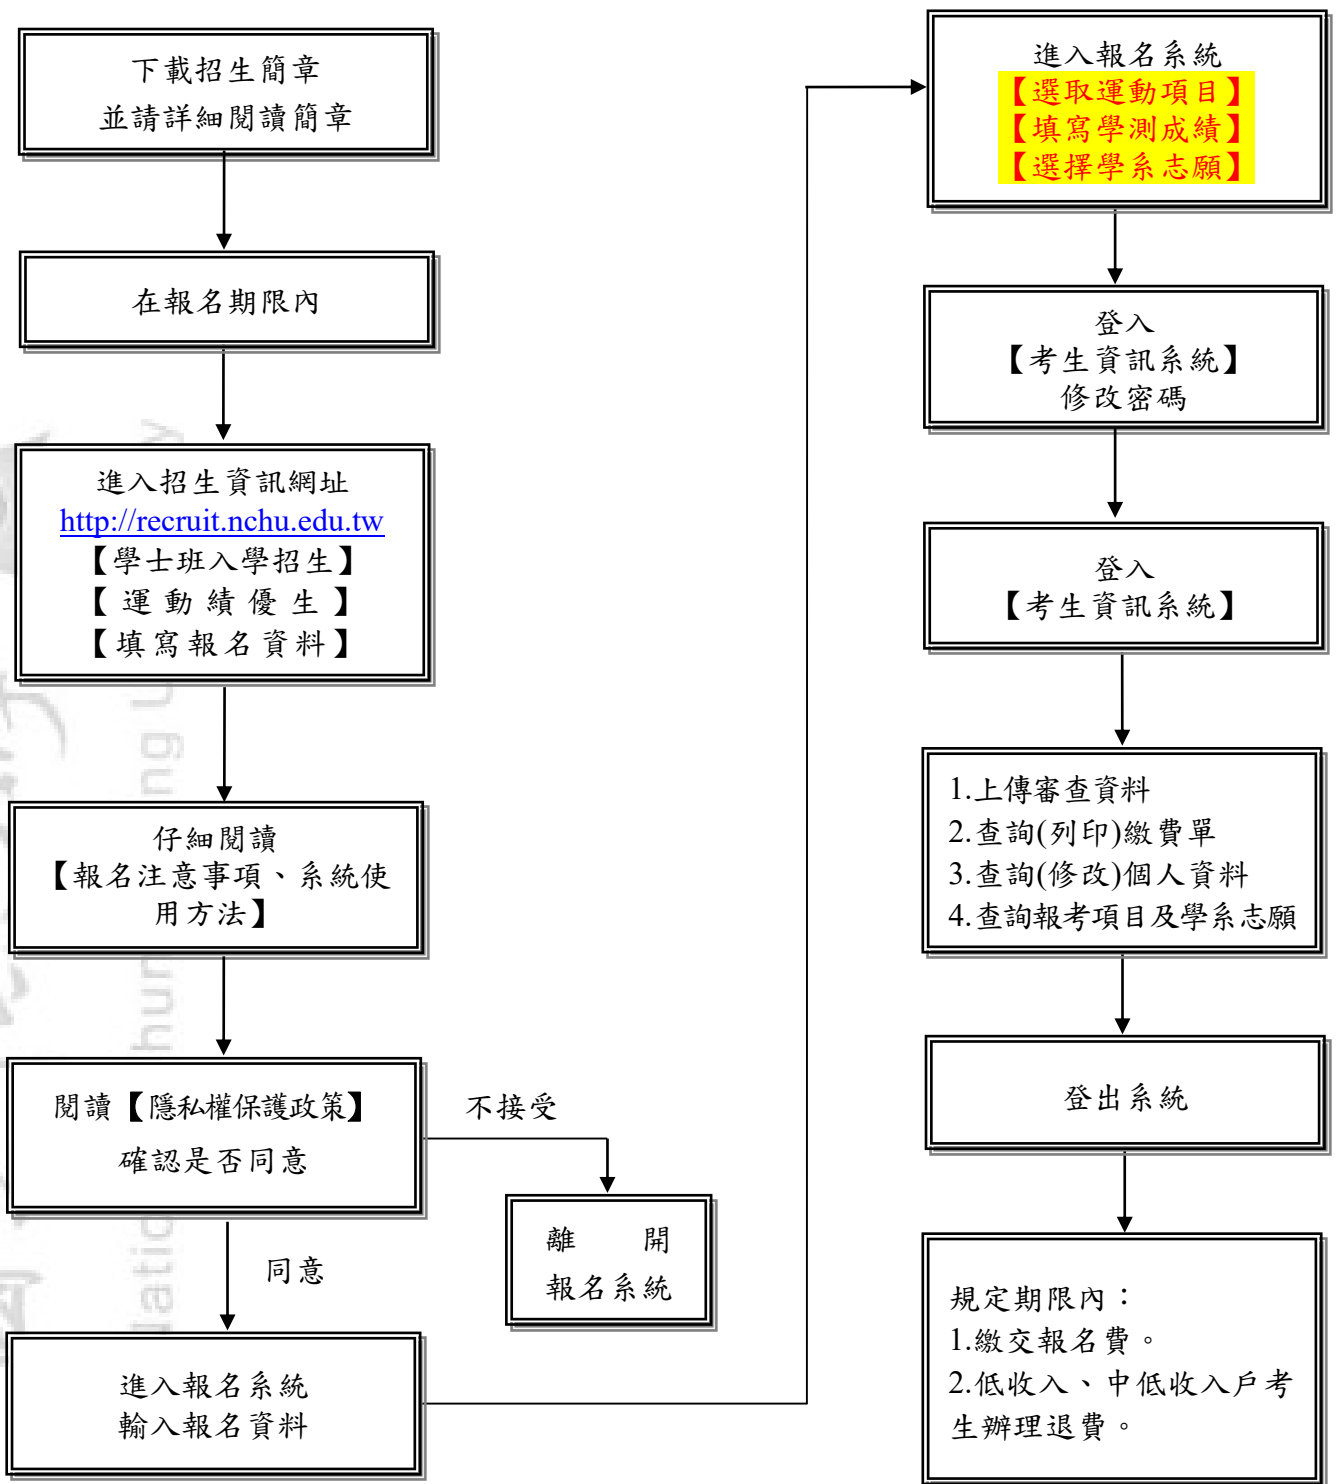 下載招生簡章
並請詳細閱讀簡章
在報名期限內
進入招生資訊網址
http://recruit.nchu.edu.tw
【學士班入學招生】
【運動績優生】
【填寫報名資料】
仔細閱讀
【報名注意事項、系統使
用方法】
閱讀【隱私權保護政策】
確認是否同意
不接受
離 開
報名系統
同意
進入報名系統
輸入報名資料
進入報名系統
【選取運動項目】
【填寫學測成績】
【選擇學系志願】
登入
【考生資訊系統】
修改密碼
登入
【考生資訊系統】
1.上傳審查資料
2.查詢(列印)繳費單
3.查詢(修改)個人資料
4.查詢報考項目及學系志願
登出系統
規定期限內：
1.繳交報名費。
2.低收入、中低收入戶考
生辦理退費。